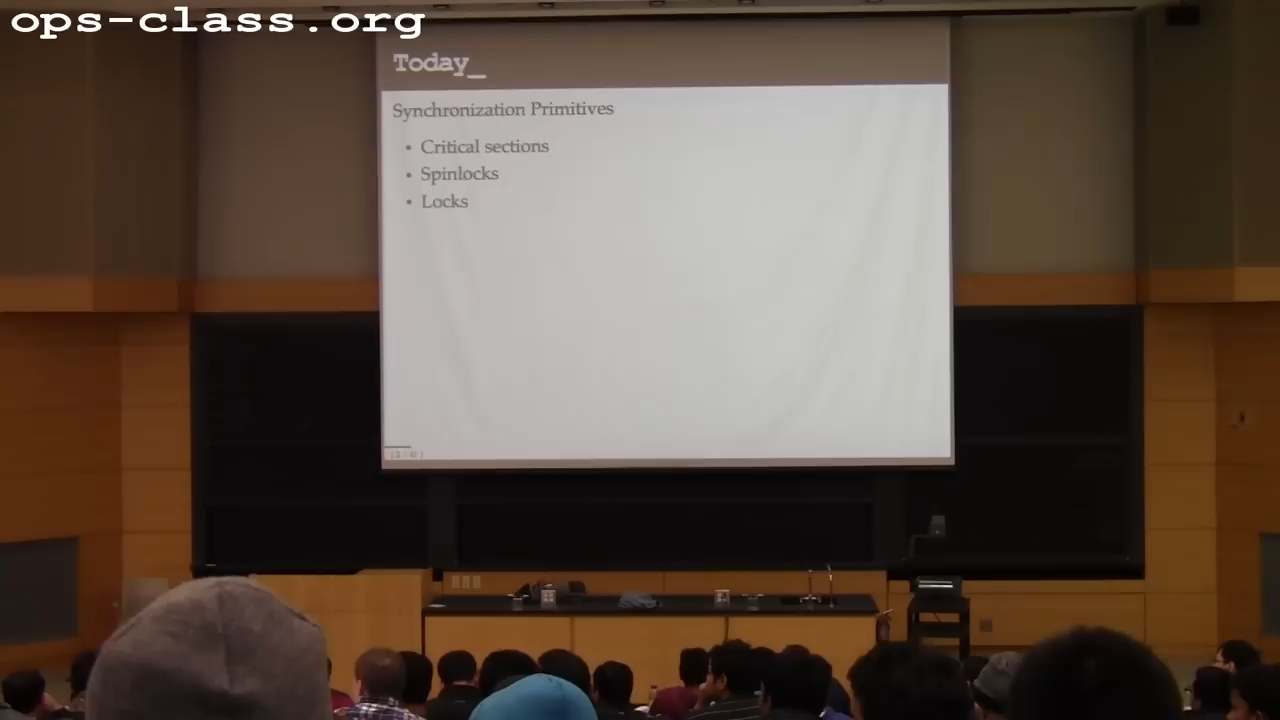 ops-class.org
Today_
Synchronization Primitives
• Critical sections
• Spinlocks
• Locks